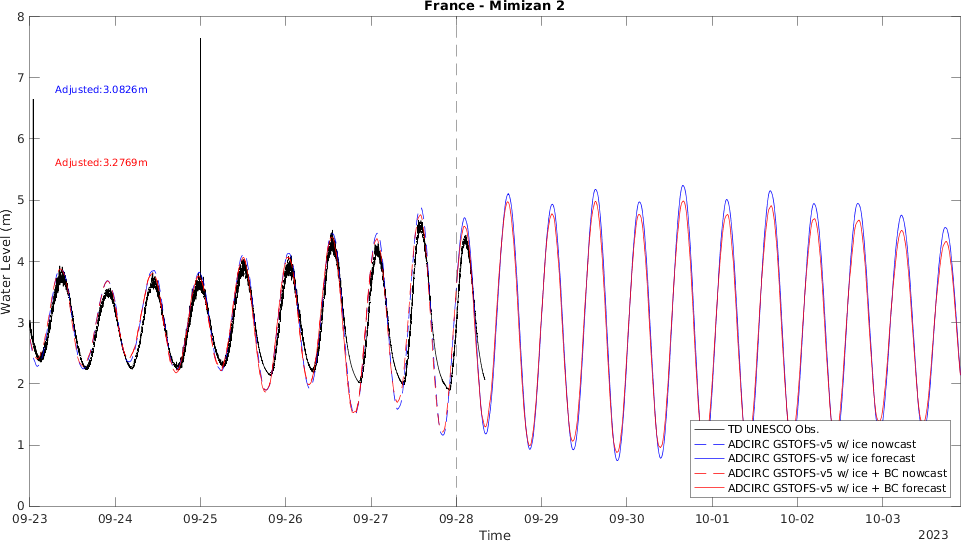 France - Mimizan 2
Water Level (m)
8
7
6
5
4
3
2
1
0
Adjusted:3.0826m
Adjusted:3.2769m
TD UNESCO Obs.
ADCIRC GSTOFS-v5 w/ ice nowcast
ADCIRC GSTOFS-v5 w/ ice forecast
ADCIRC GSTOFS-v5 w/ ice + BC nowcast
ADCIRC GSTOFS-v5 w/ ice + BC forecast
09-23 09-24 09-25 09-26 09-27 09-28 09-29 09-30 10-01 10-02 10-03
Time
2023